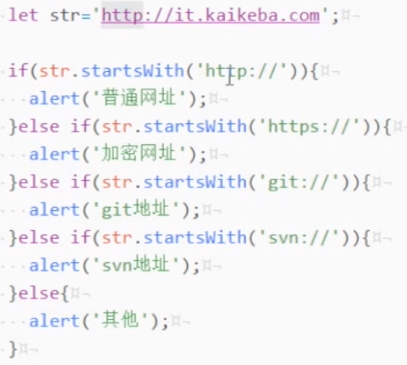 let str='http://it.kaikeba.com';
if(str.startsWith('http://')){
alert('普通网址');
}else if(str.startsWith('https://')){
alert('加密网址');
}else if(str.startsWith('git://')){
alert('git地址');
}else if(str.startsWith('svn://')){
alert('svn地址');
}else{
alert('其他');
}